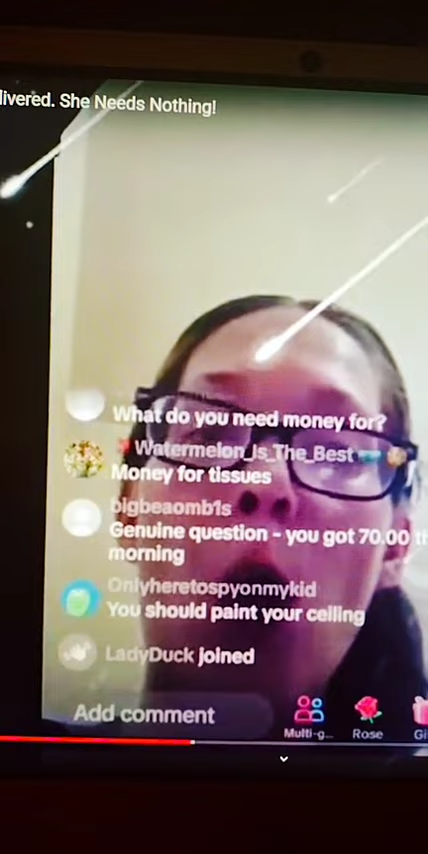 livered. She Needs Nothing!
What do you need money for?
Watermelon_Is_The_Best
Money for tissues
bigbeaomb1s
Genuine question - you got 70.00
morning
Onlyheretospyonmykid
You should paint your ceiling
LadyDuck joined
Add comment
Multi-g...
Rose
Gi